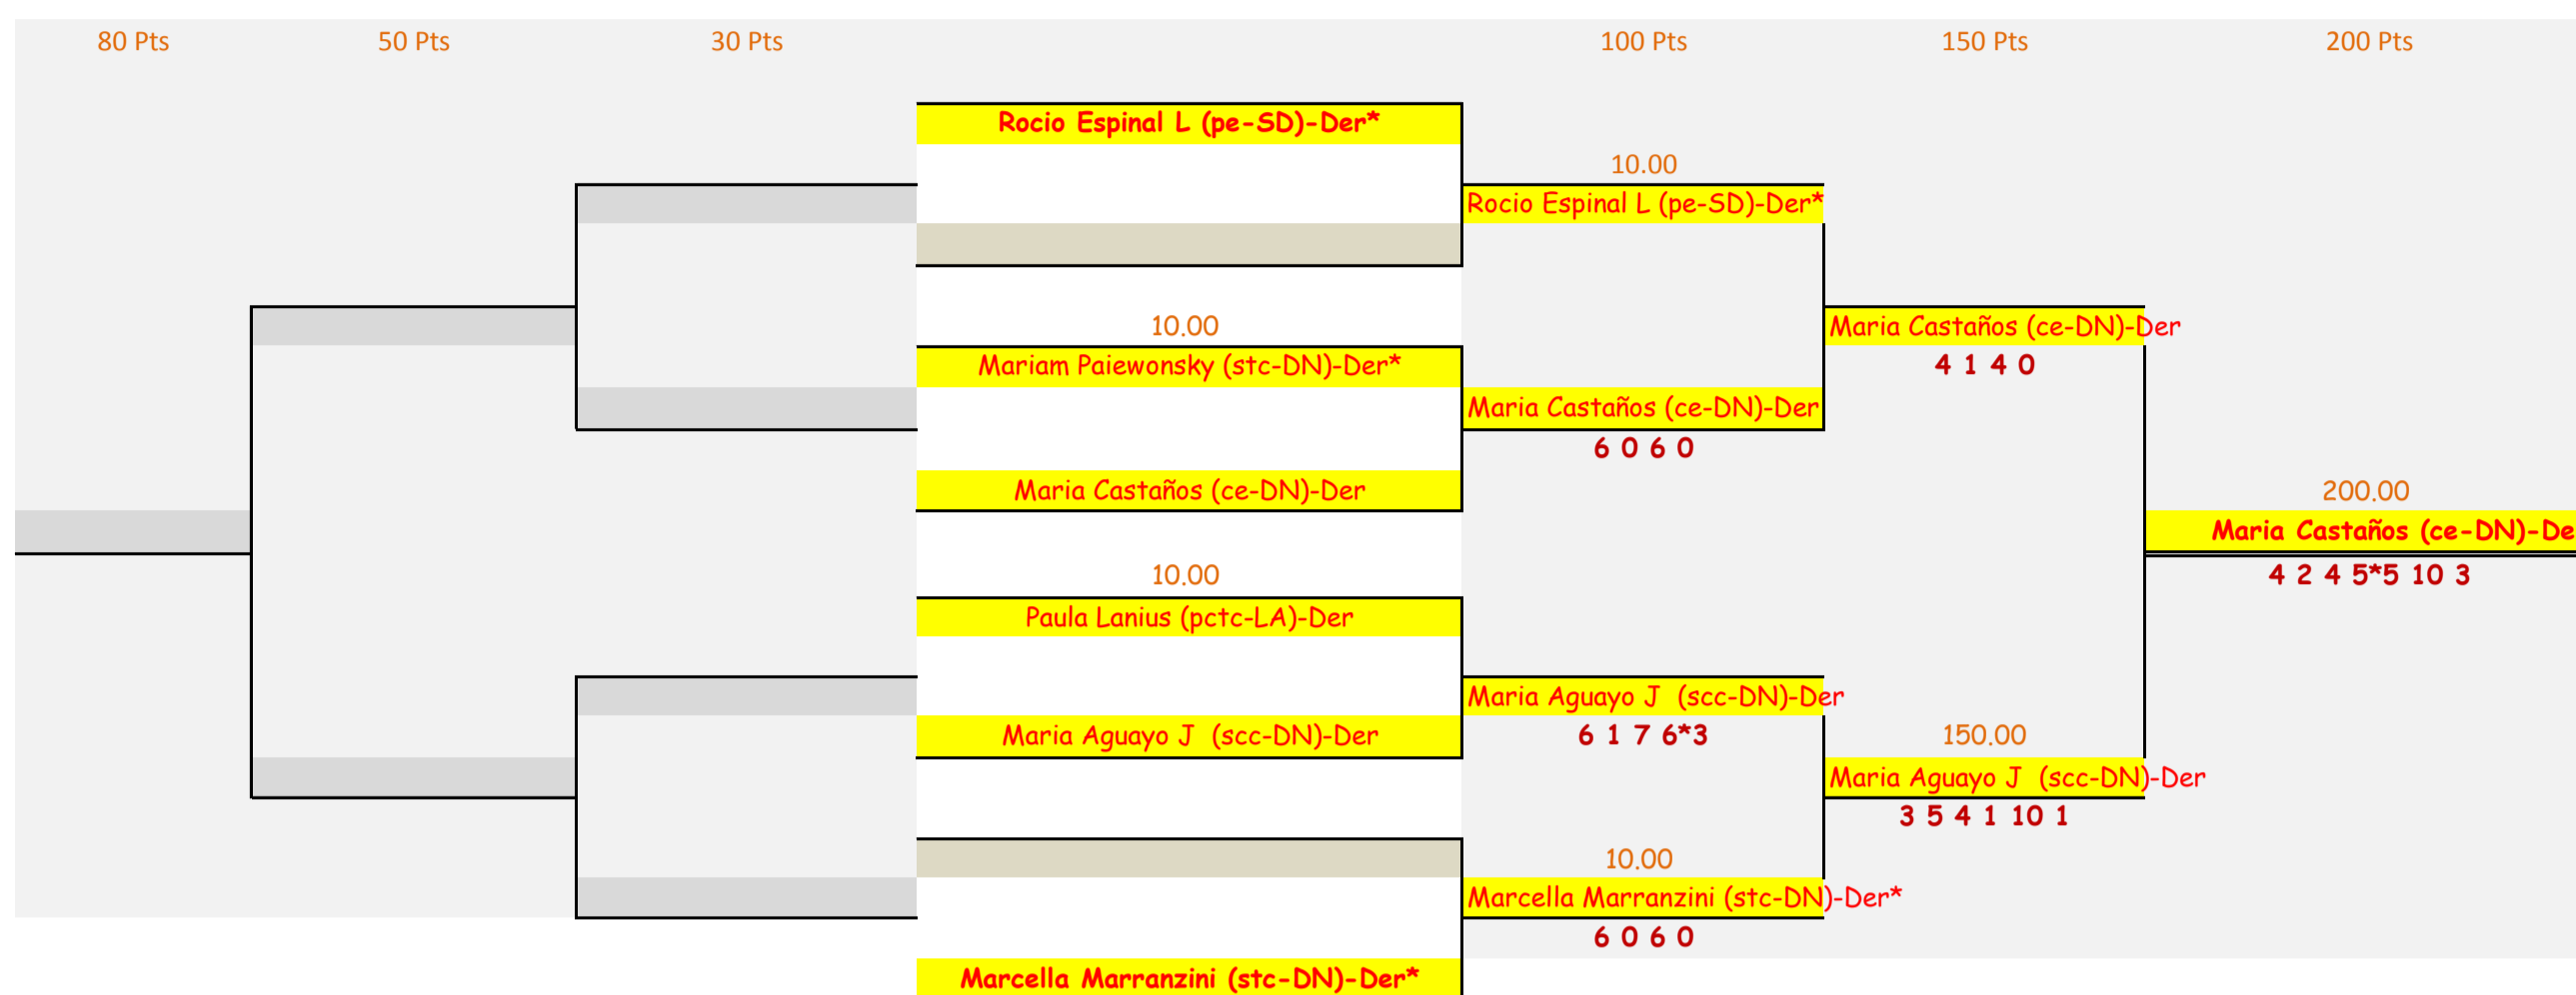 80 Pts 50 Pts 30 Pts 100 Pts 150 Pts 200 Pts
Rocio Espinal L (pe-SD)-Der*
10.00
Rocio Espinal L (pe-SD)-Der*
10.00
Maria Castaños (ce-DN)-Der
Mariam Paiewonsky (stc-DN)-Der*
4 1 4 0
Maria Castaños (ce-DN)-Der
6 0 6 0
Maria Castaños (ce-DN)-Der
200.00
Maria Castaños (ce-DN)-De
10.00
4 2 4 5*5 10 3
Paula Lanius (pctc-LA)-Der
Maria Aguayo J (scc-DN)-Der
Maria Aguayo J (scc-DN)-Der
6 1 7 6*3
150.00
Maria Aguayo J (scc-DN)-Der
3 5 4 1 10 1
10.00
Marcella Marranzini (stc-DN)-Der*
6 0 6 0
Marcella Marranzini (stc-DN)-Der*